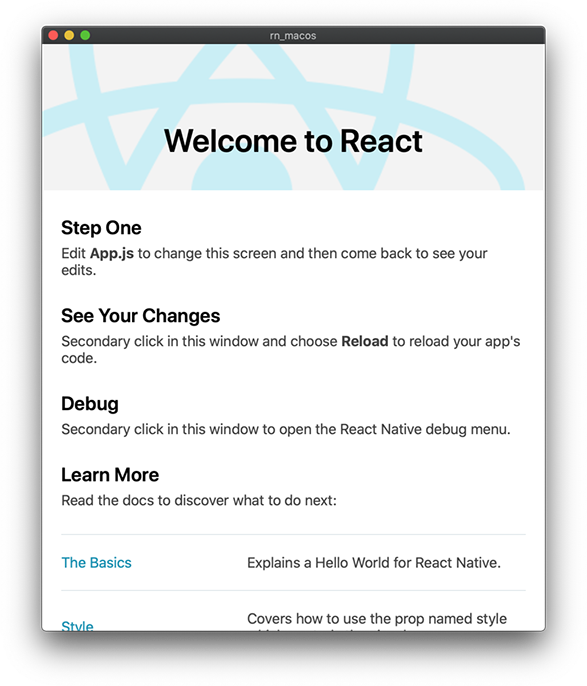 rn_macos
Welcome to React
Step One
Edit App.js to change this screen and then come back to see your
edits.
See Your Changes
Secondary click in this window and choose Reload to reload your app's
code.
Debug
Secondary click in this window to open the React Native debug menu.
Learn More
Read the docs to discover what to do next:
The Basics
Explains a Hello World for React Native.
Style
Covers how to use the prop named style